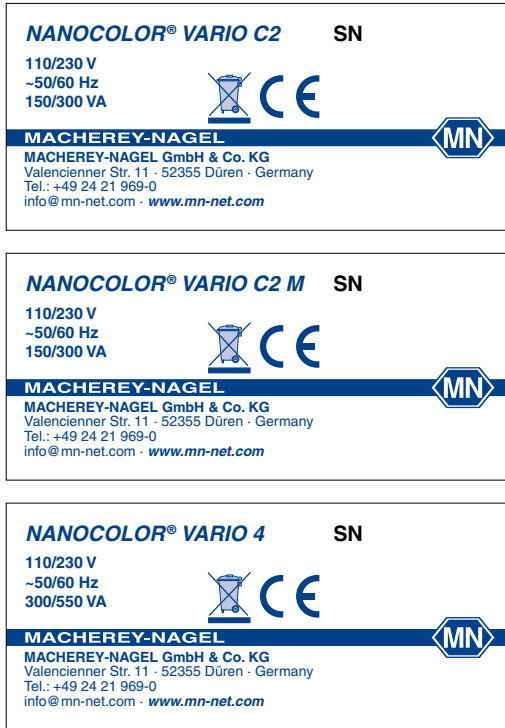 NANOCOLOR® VARIO C2 SN
110/230 V
~50/60 Hz
150/300 VA
CE
MACHEREY-NAGEL
MN
MACHEREY-NAGEL GmbH & Co. KG
Valencienner Str. 11 · 52355 Düren · Germany
Tel.: +49 24 21 969-0
info@mn-net.com · www.mn-net.com
NANOCOLOR® VARIO C2 M SN
110/230 V
~50/60 Hz
150/300 VA
CE
MACHEREY-NAGEL
MN
MACHEREY-NAGEL GmbH & Co. KG
Valencienner Str. 11 · 52355 Düren · Germany
Tel.: +49 24 21 969-0
info@mn-net.com · www.mn-net.com
NANOCOLOR® VARIO 4 SN
110/230 V
~50/60 Hz
300/550 VA
CE
MACHEREY-NAGEL
MN
MACHEREY-NAGEL GmbH & Co. KG
Valencienner Str. 11 · 52355 Düren · Germany
Tel.: +49 24 21 969-0
info@mn-net.com · www.mn-net.com